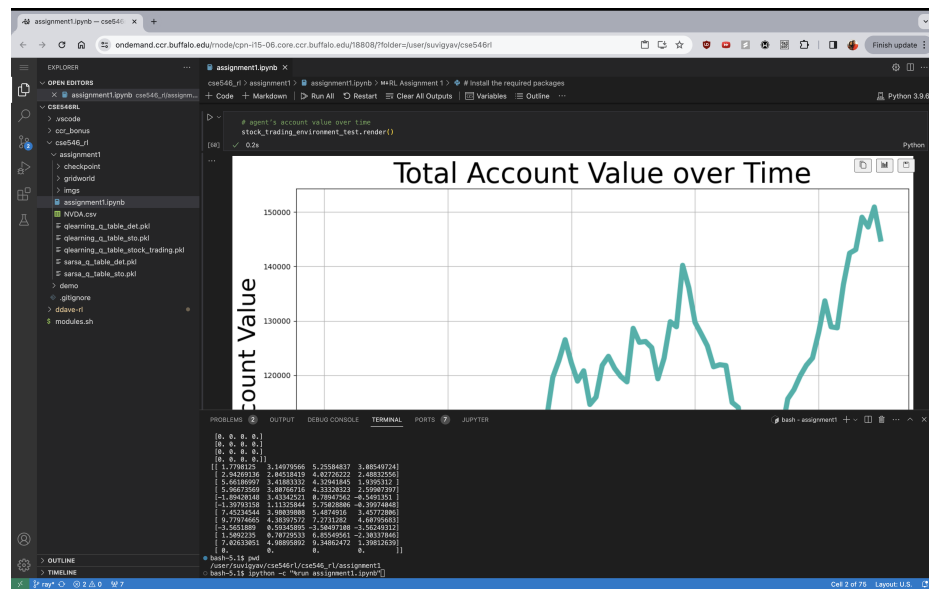 assignment1.ipynb — cse546
ondemand.ccr.buffalo.edu/rnode/cpn-i15-06.core.ccr.buffalo.edu/18808/?folder=/user/suvigyav/cse546rl
Finish update
EXPLORER
OPEN EDITORS
assignment1.ipynb cse546_rl/assignm...
CSE546RL
.vscode
ccr_bonus
cse546_rl
assignment1
checkpoint
gridworld
imgs
assignment1.ipynb
NVDA.csv
qlearning_q_table_det.pkl
qlearning_q_table_sto.pkl
qlearning_q_table_stock_trading.pkl
sarsa_q_table_det.pkl
sarsa_q_table_sto.pkl
demo
.gitignore
ddave-rl
modules.sh
OUTLINE
TIMELINE
assignment1.ipynb
cse546_rl > assignment1 > assignment1.ipynb > M↓RL Assignment 1 > # Install the required packages
+ Code + Markdown | Run All Restart Clear All Outputs | Variables Outline ...
Python 3.9.6
# agent's account value over time
stock_trading_environment_test.render()
[68] ✓ 0.2s
Python
Total Account Value over Time
150000
140000
130000
120000
ount Value
PROBLEMS 2 OUTPUT DEBUG CONSOLE TERMINAL PORTS 7 JUPYTER
bash - assignment1
[0. 0. 0. 0.]
[0. 0. 0. 0.]
[0. 0. 0. 0.]
[0. 0. 0. 0.]]
[[ 1.7798125 3.14979566 5.25584837 3.08549724]
[ 2.94269136 2.04518419 4.02726222 2.48832556]
[ 5.66106997 3.41883332 4.32941845 1.9395312 ]
[ 5.96673569 3.80766716 4.33320323 2.59907397]
[-1.89420148 3.43342521 0.78947562 -0.5491351 ]
[-1.39793158 1.11325844 5.75028806 -0.39974048]
[ 7.45234544 3.98039808 5.4874916 3.45772806]
[ 9.77974665 4.38397572 7.2731282 4.60795683]
[-3.5651889 0.59345895 -3.50497108 -3.56249312]
[ 1.5092235 0.70729533 6.8554956​1 -2.30337846]
[ 7.02633051 4.98895892 9.34862472 1.39812639]
[ 0. 0. 0. 0. ]]
bash-5.1$ pwd
/user/suvigyav/cse546rl/cse546_rl/assignment1
bash-5.1$ ipython -c "%run assignment1.ipynb"
ray* 2 0 7
Cell 2 of 75 Layout: U.S.